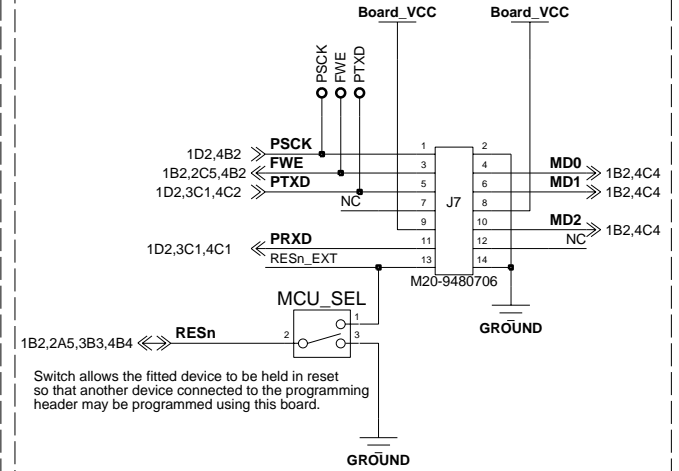 Board_VCC
Board_VCC
PSCK
FWE
PTXD
1D2,4B2
PSCK
1
2
1B2,2C5,4B2
FWE
3
4
MD0
1B2,4C4
1D2,3C1,4C2
PTXD
5
6
MD1
1B2,4C4
NC
7
8
J7
9
10
MD2
1B2,4C4
1D2,3C1,4C1
PRXD
11
12
NC
RESn_EXT
13
14
M20-9480706
MCU_SEL
GROUND
1
1B2,2A5,3B3,4B4
RESn
2
3
Switch allows the fitted device to be held in reset
so that another device connected to the programming
header may be programmed using this board.
GROUND